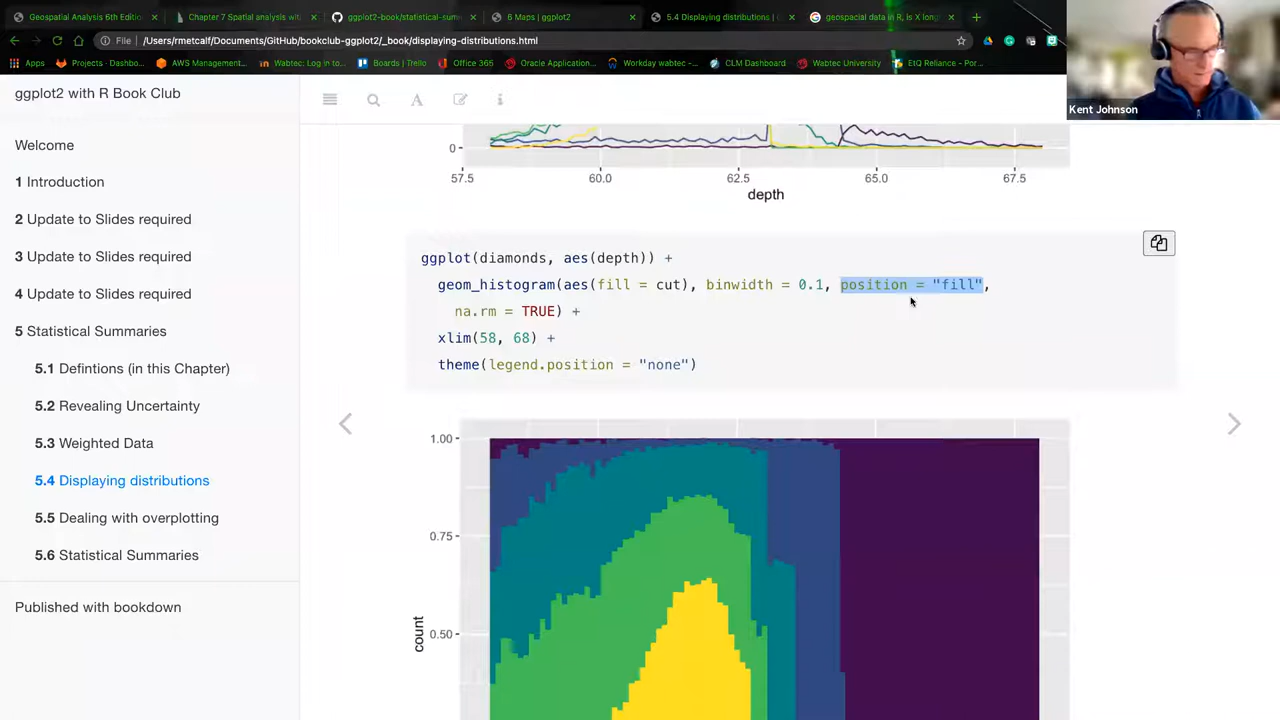 Geospatial Analysis 6th Edition
Chapter 7 Spatial analysis with
ggplot2-book/statistical-summ
6 Maps | ggplot2
5.4 Displaying distributions |
geospacial data in R, is X long
File | /Users/rmetcalf/Documents/GitHub/bookclub-ggplot2/_book/displaying-distributions.html
Apps
Projects · Dashbo...
AWS Management...
Wabtec: Log in to...
Boards | Trello
Office 365
Oracle Application...
Workday wabtec -...
CLM Dashboard
Wabtec University
EtQ Reliance - Por...
Kent Johnson
ggplot2 with R Book Club
Welcome
1 Introduction
2 Update to Slides required
3 Update to Slides required
4 Update to Slides required
5 Statistical Summaries
5.1 Defintions (in this Chapter)
5.2 Revealing Uncertainty
5.3 Weighted Data
5.4 Displaying distributions
5.5 Dealing with overplotting
5.6 Statistical Summaries
Published with bookdown
0
57.5 60.0 62.5 65.0 67.5
depth
ggplot(diamonds, aes(depth)) +
geom_histogram(aes(fill = cut), binwidth = 0.1, position = "fill",
na.rm = TRUE) +
xlim(58, 68) +
theme(legend.position = "none")
1.00
0.75
0.50
count